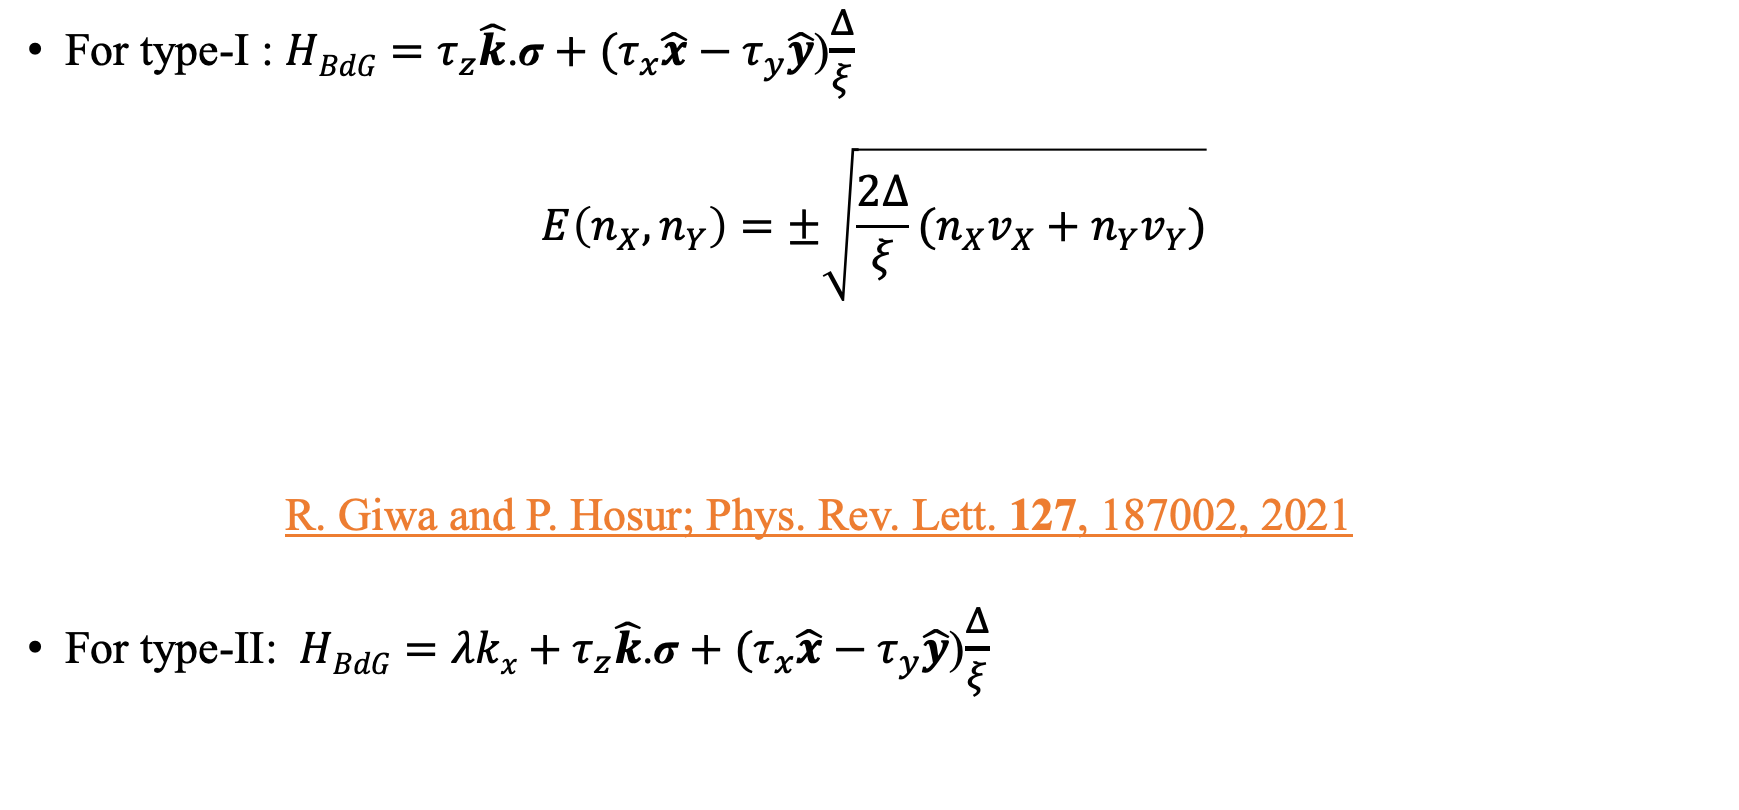 • For type-I : H_BdG = τ_z k̂.σ + (τ_x x̂ − τ_y ŷ) Δ/ξ
E(n_X, n_Y) = ± √(2Δ/ξ (n_X v_X + n_Y v_Y))
R. Giwa and P. Hosur; Phys. Rev. Lett. 127, 187002, 2021
• For type-II: H_BdG = λk_x + τ_z k̂.σ + (τ_x x̂ − τ_y ŷ) Δ/ξ